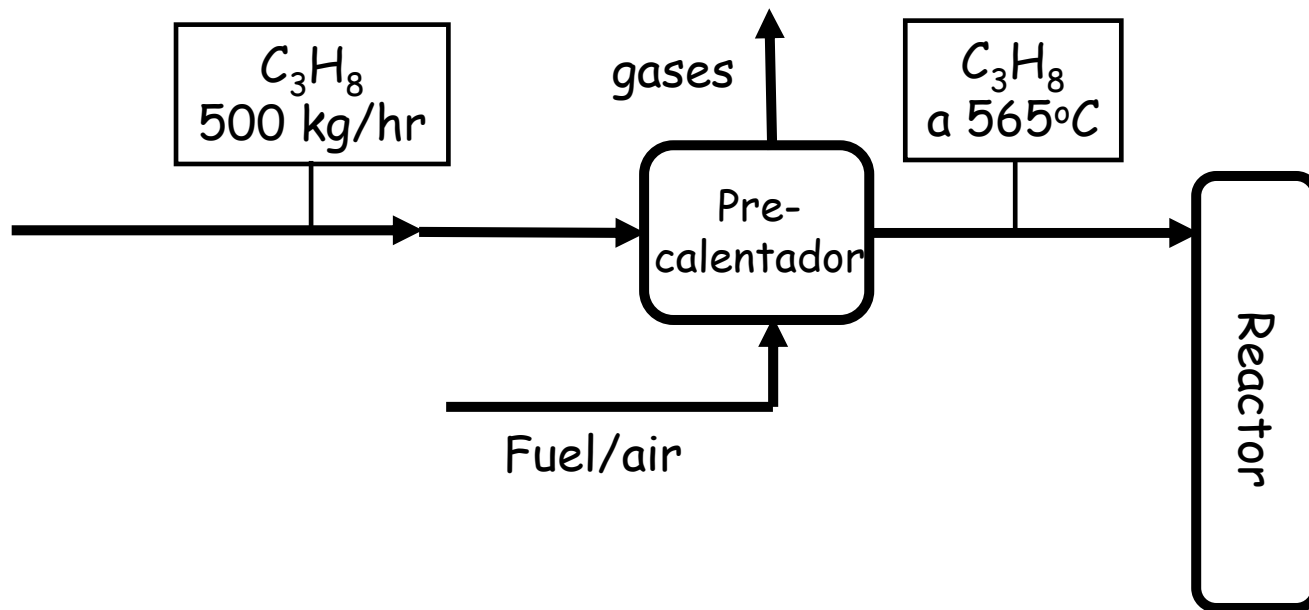 C₃H₈
500 kg/hr
gases
C₃H₈
a 565ºC
Pre-
calentador
Fuel/air
Reactor